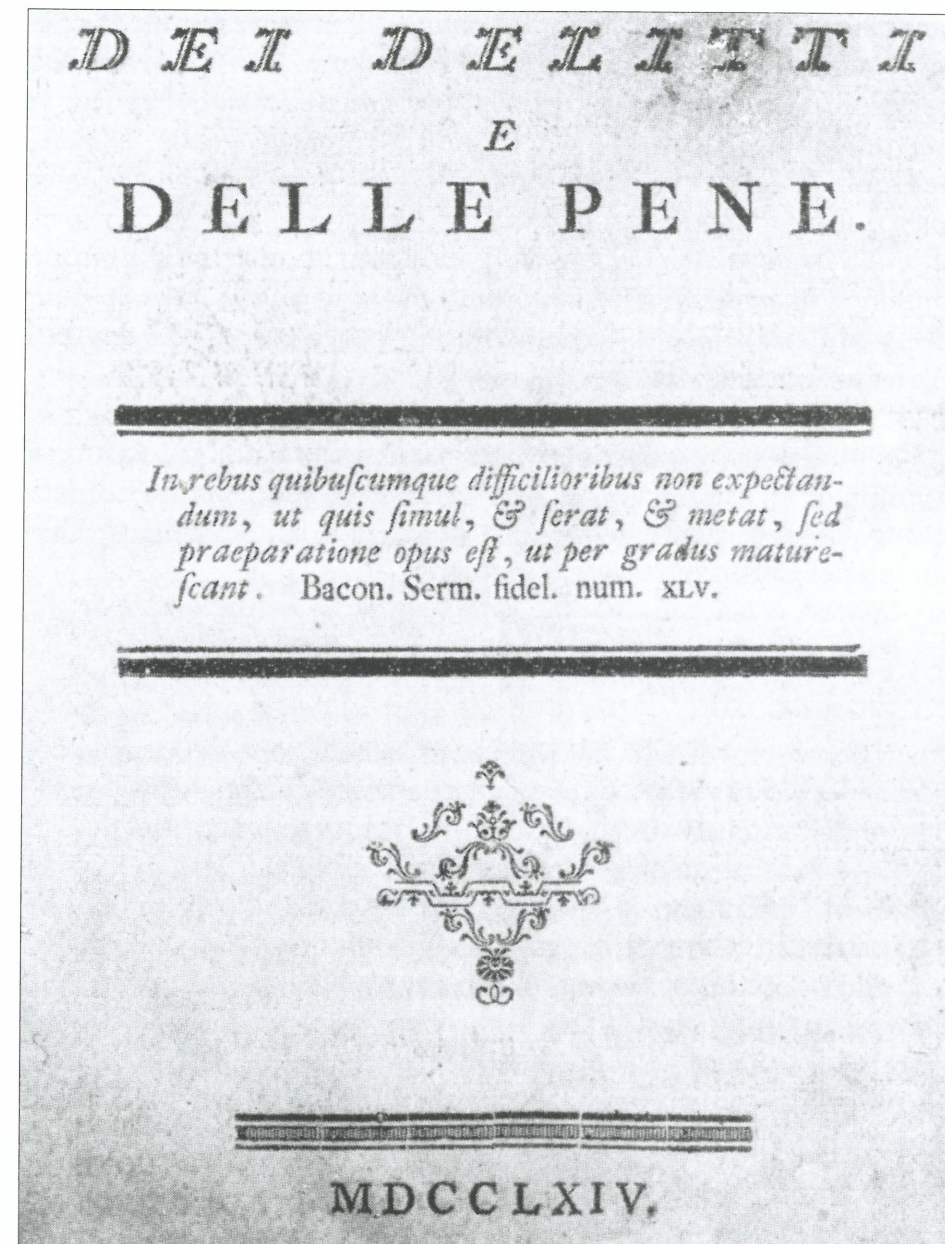 DEI DELITTI
E
DELLE PENE.
In rebus quibuſcumque difficilioribus non expectan-
dum, ut quis ſimul, & ſerat, & metat, ſed
praeparatione opus eſt, ut per gradus mature-
ſcant. Bacon. Serm. fidel. num. XLV.
MDCCLXIV.